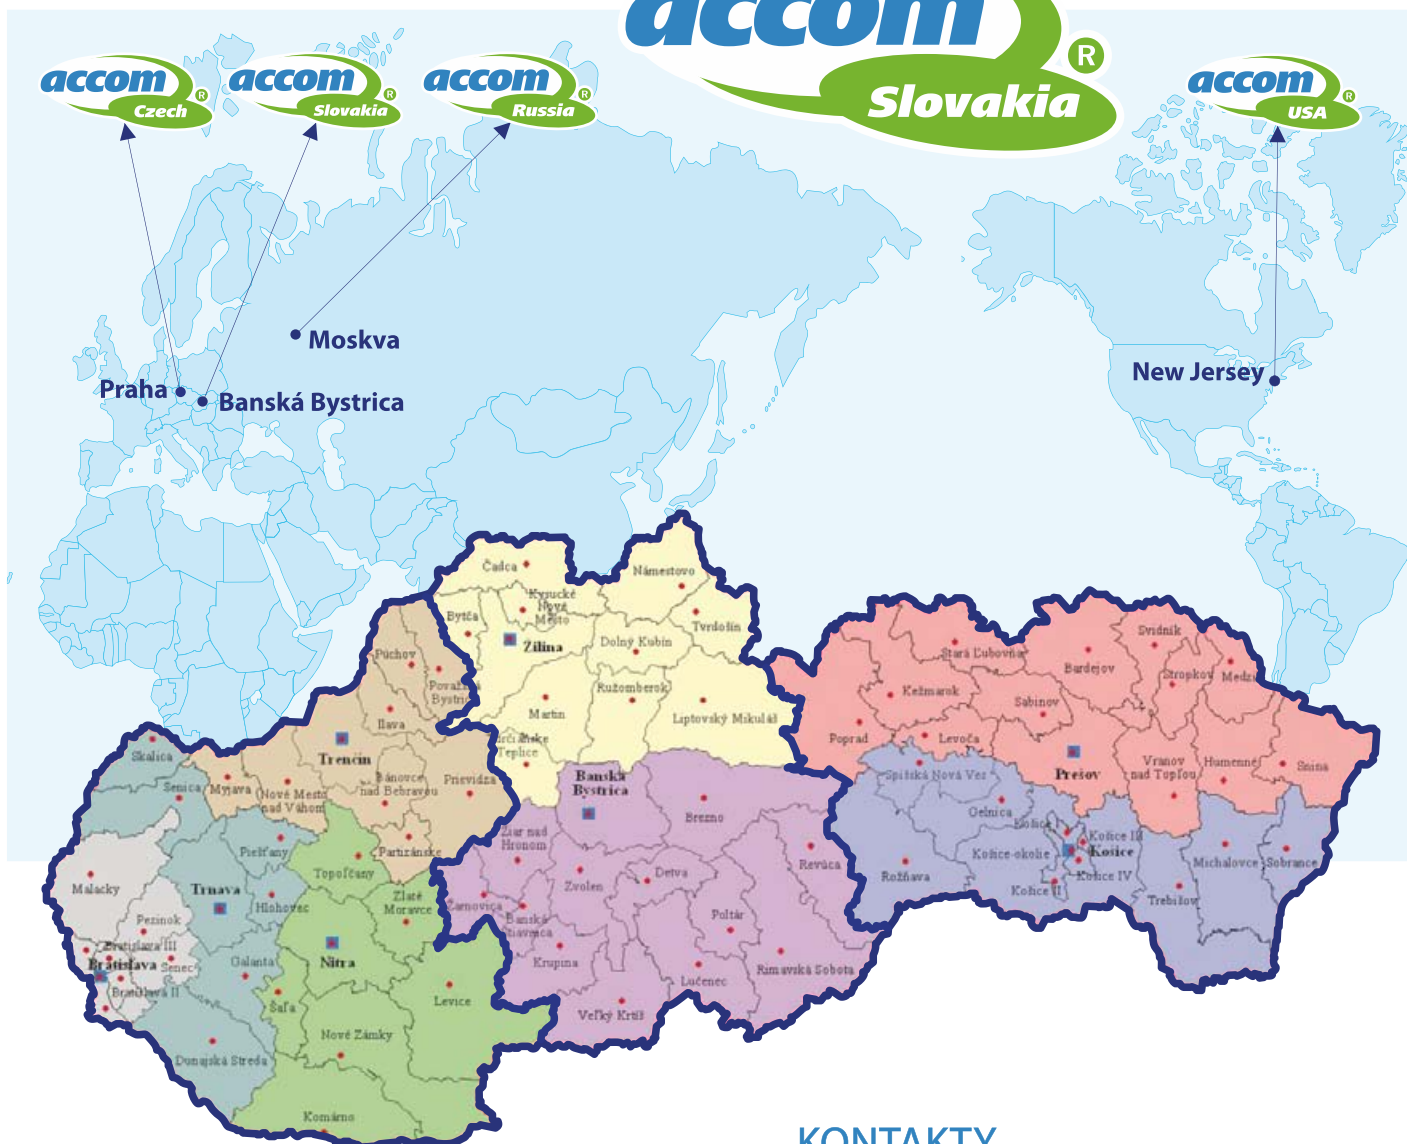 accom
Slovakia
®
accom
Czech
®
accom
Slovakia
®
accom
Russia
®
accom
USA
®
Moskva
Praha
Banská Bystrica
New Jersey
Čadca
Kysucké
Nové
Mesto
Bytča
Žilina
Námestovo
Tvrdošín
Dolný Kubín
Ružomberok
Martin
Liptovský Mikuláš
Teplice
Púchov
Ilava
Trenčín
Bánovce
nad Bebravou
Prievidza
Myjava
Nové Mesto
nad Váhom
Partizánske
Skalica
Senica
Piešťany
Trnava
Hlohovec
Galanta
Dunajská Streda
Malacky
Pezinok
Bratislava III
Bratislava
Senec
Bratislava II
Topoľčany
Zlaté
Moravce
Nitra
Šaľa
Levice
Nové Zámky
Komárno
Banská
Bystrica
Brezno
Žiar nad
Hronom
Žarnovica
Banská
Štiavnica
Zvolen
Detva
Krupina
Poltár
Lučenec
Veľký Krtíš
Rimavská Sobota
Revúca
Stará Ľubovňa
Kežmarok
Poprad
Levoča
Sabinov
Bardejov
Svidník
Stropkov
Prešov
Vranov
nad Topľou
Humenné
Snina
Spišská Nová Ves
Gelnica
Rožňava
Košice-okolie
Košice I
Košice III
Košice
Košice IV
Košice II
Trebišov
Michalovce
Sobrance
KONTAKTY